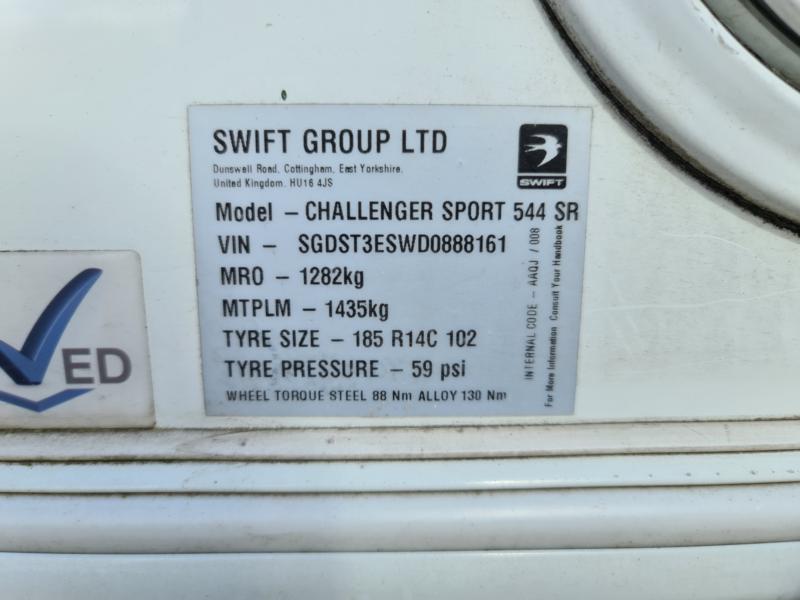 SWIFT GROUP LTD
Dunswell Road, Cottingham, East Yorkshire.
United Kingdom. HU16 4JS
SWIFT
Model – CHALLENGER SPORT 544 SR
VIN – SGDST3ESWD0888161
MRO – 1282kg
MTPLM – 1435kg
TYRE SIZE – 185 R14C 102
TYRE PRESSURE – 59 psi
WHEEL TORQUE STEEL 88 Nm ALLOY 130 Nm
INTERNAL CODE – AAQJ / 008
For More Information Consult Your Handbook
ED